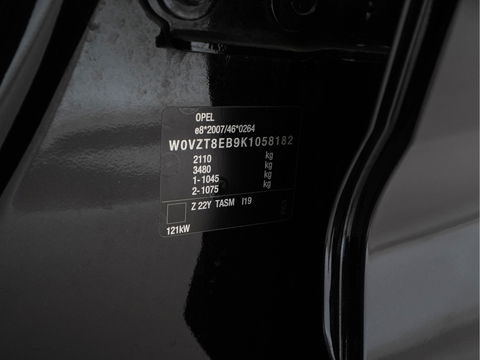 OPEL
e8*2007/46*0264
W0VZT8EB9K1058182
2110 kg
3480 kg
1-1045 kg
2-1075 kg
Z 22Y TASM I19
121kW